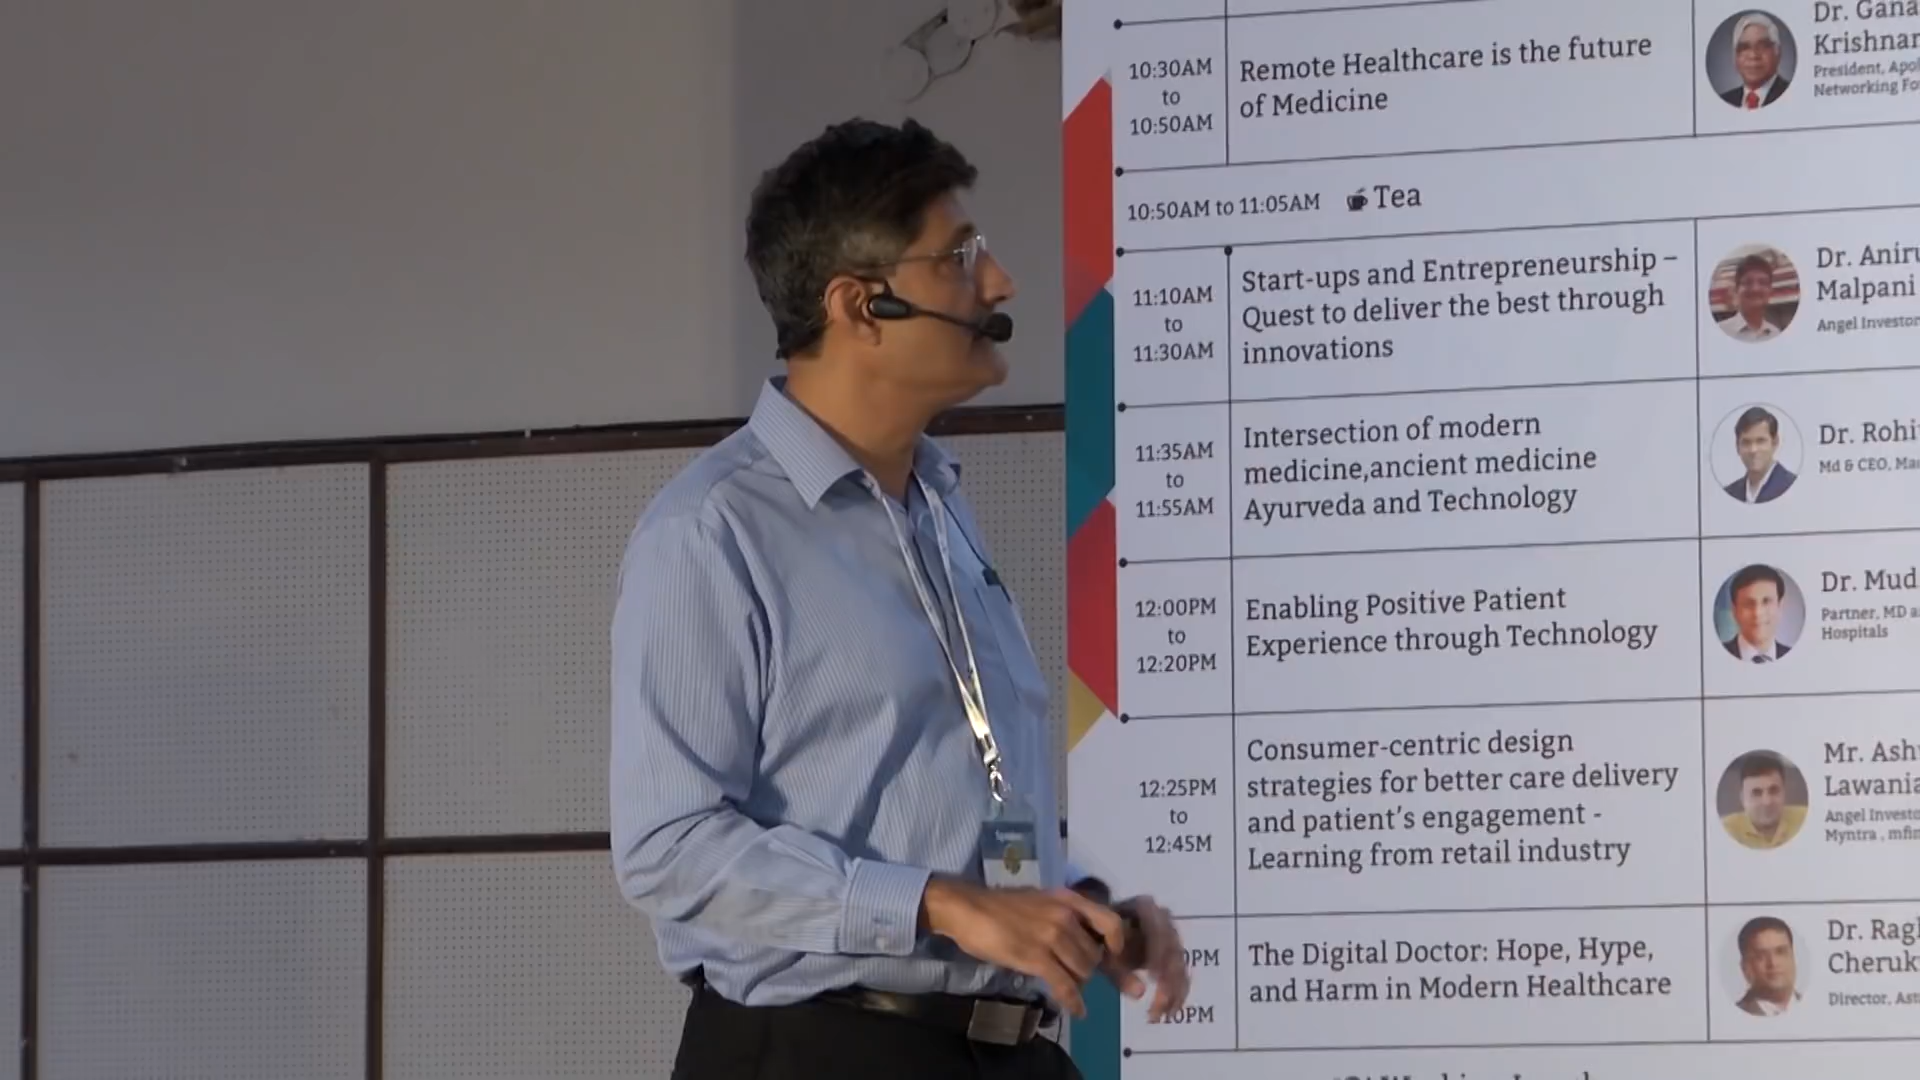 10:30AM
to
10:50AM
Remote Healthcare is the future
of Medicine
Dr. Gana
Krishnan
President, Apol
Networking Fo
10:50AM to 11:05AM Tea
11:10AM
to
11:30AM
Start-ups and Entrepreneurship –
Quest to deliver the best through
innovations
Dr. Aniru
Malpani
Angel Investor
11:35AM
to
11:55AM
Intersection of modern
medicine,ancient medicine
Ayurveda and Technology
Dr. Rohi
Md & CEO, Ma
12:00PM
to
12:20PM
Enabling Positive Patient
Experience through Technology
Dr. Mud
Partner, MD a
Hospitals
12:25PM
to
12:45M
Consumer-centric design
strategies for better care delivery
and patient's engagement -
Learning from retail industry
Mr. Ash
Lawania
Angel Investo
Myntra , mfin
PM
10PM
The Digital Doctor: Hope, Hype,
and Harm in Modern Healthcare
Dr. Ragh
Cheruk
Director, Ast